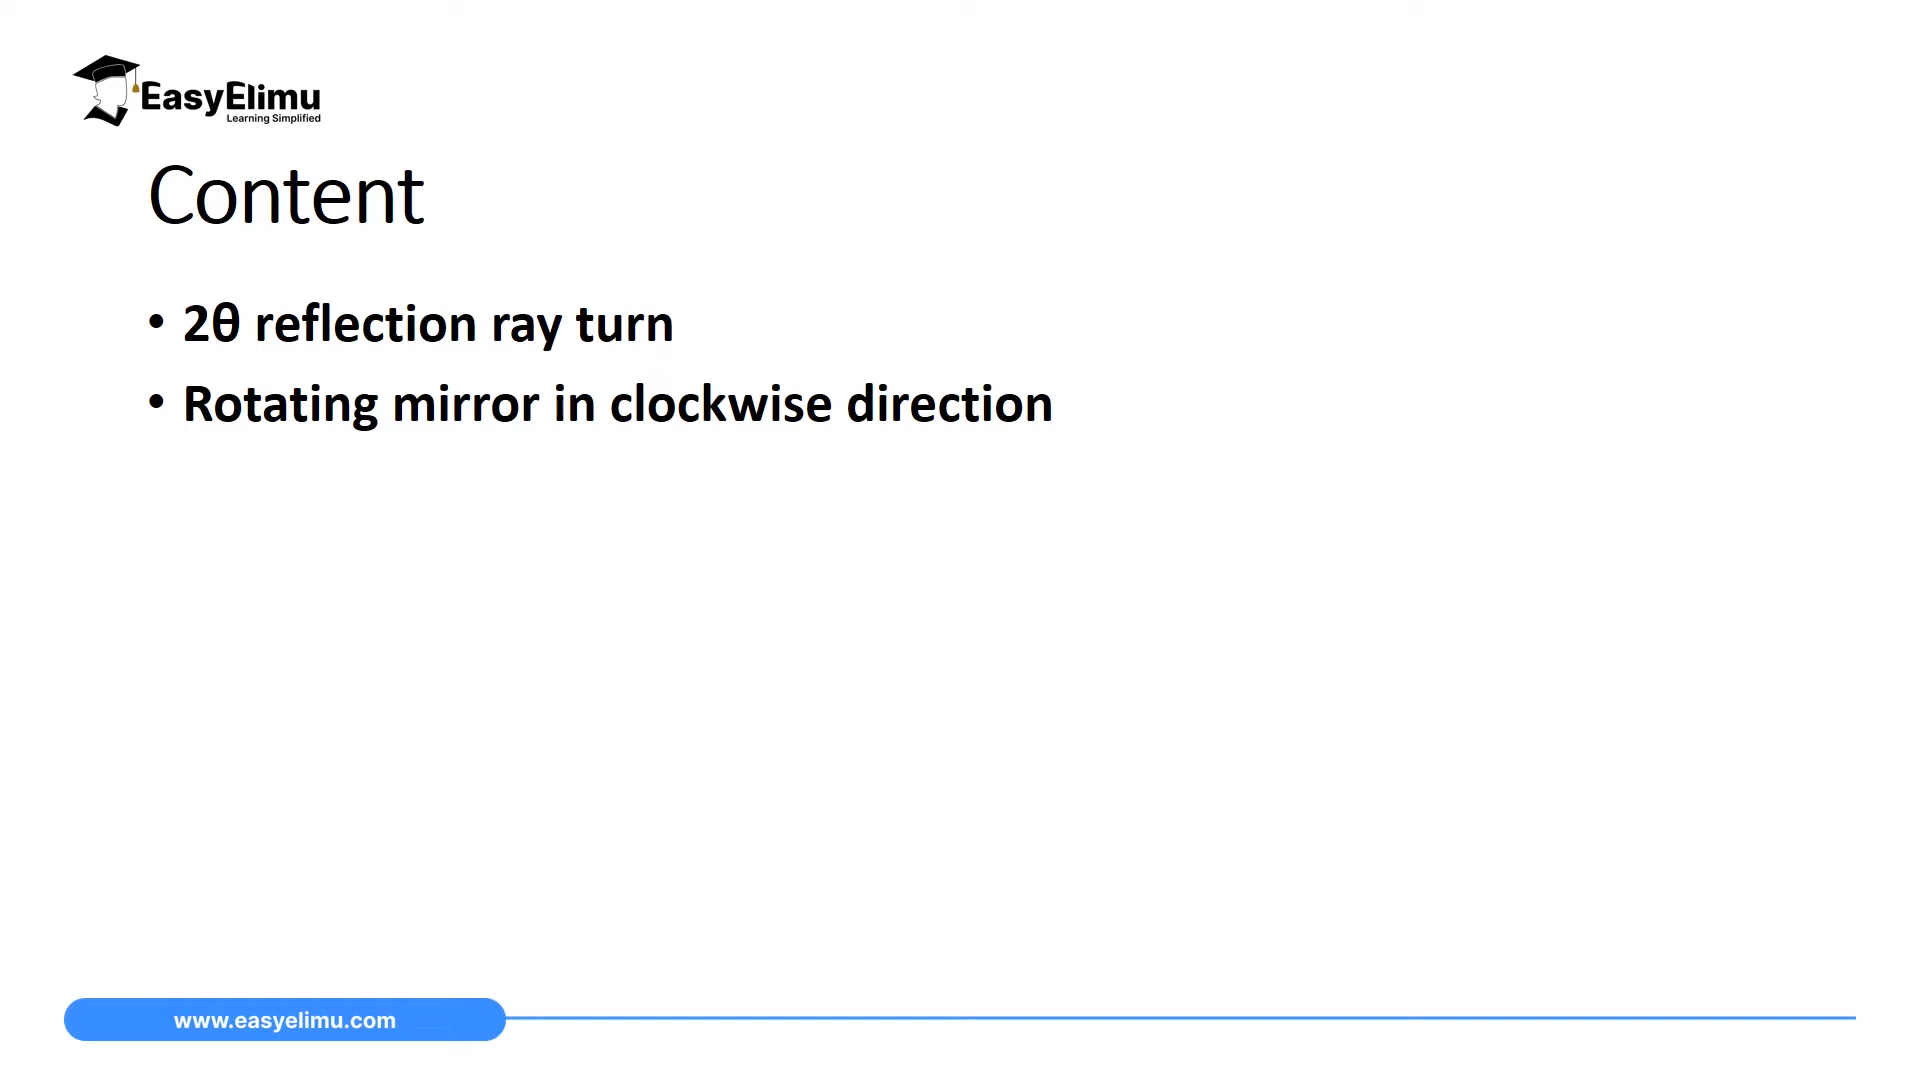 EasyElimu
Learning Simplified
Content
• 2θ reflection ray turn
• Rotating mirror in clockwise direction
www.easyelimu.com